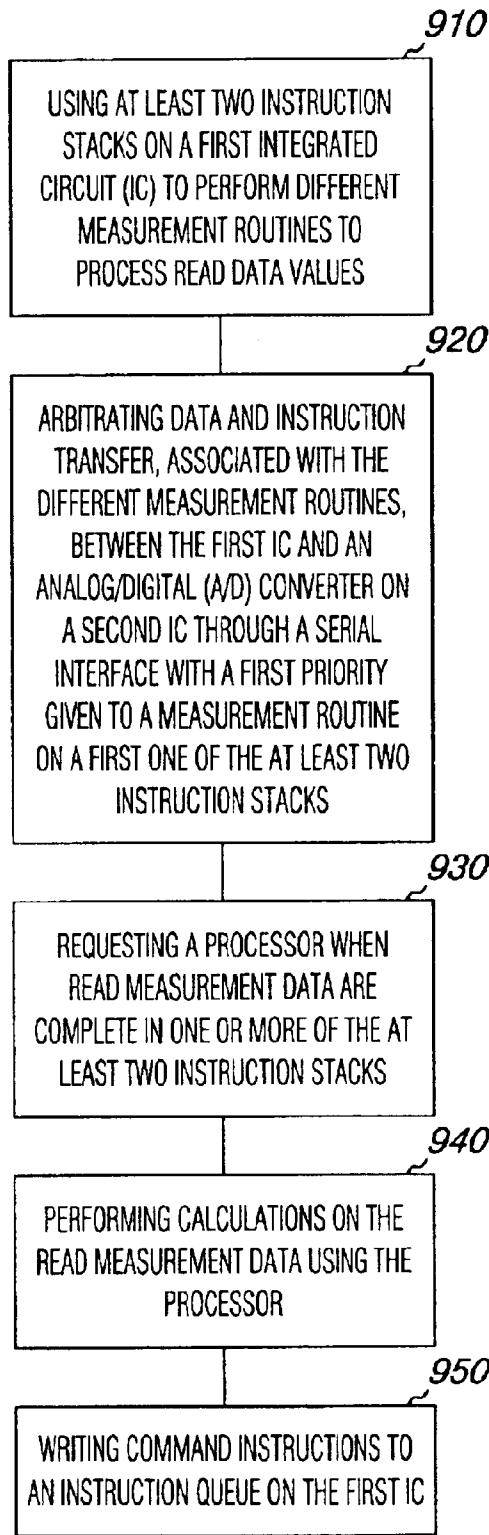 910
USING AT LEAST TWO INSTRUCTION
STACKS ON A FIRST INTEGRATED
CIRCUIT (IC) TO PERFORM DIFFERENT
MEASUREMENT ROUTINES TO
PROCESS READ DATA VALUES
920
ARBITRATING DATA AND INSTRUCTION
TRANSFER, ASSOCIATED WITH THE
DIFFERENT MEASUREMENT ROUTINES,
BETWEEN THE FIRST IC AND AN
ANALOG/DIGITAL (A/D) CONVERTER ON
A SECOND IC THROUGH A SERIAL
INTERFACE WITH A FIRST PRIORITY
GIVEN TO A MEASUREMENT ROUTINE
ON A FIRST ONE OF THE AT LEAST TWO
INSTRUCTION STACKS
930
REQUESTING A PROCESSOR WHEN
READ MEASUREMENT DATA ARE
COMPLETE IN ONE OR MORE OF THE AT
LEAST TWO INSTRUCTION STACKS
940
PERFORMING CALCULATIONS ON THE
READ MEASUREMENT DATA USING THE
PROCESSOR
950
WRITING COMMAND INSTRUCTIONS TO
AN INSTRUCTION QUEUE ON THE FIRST IC